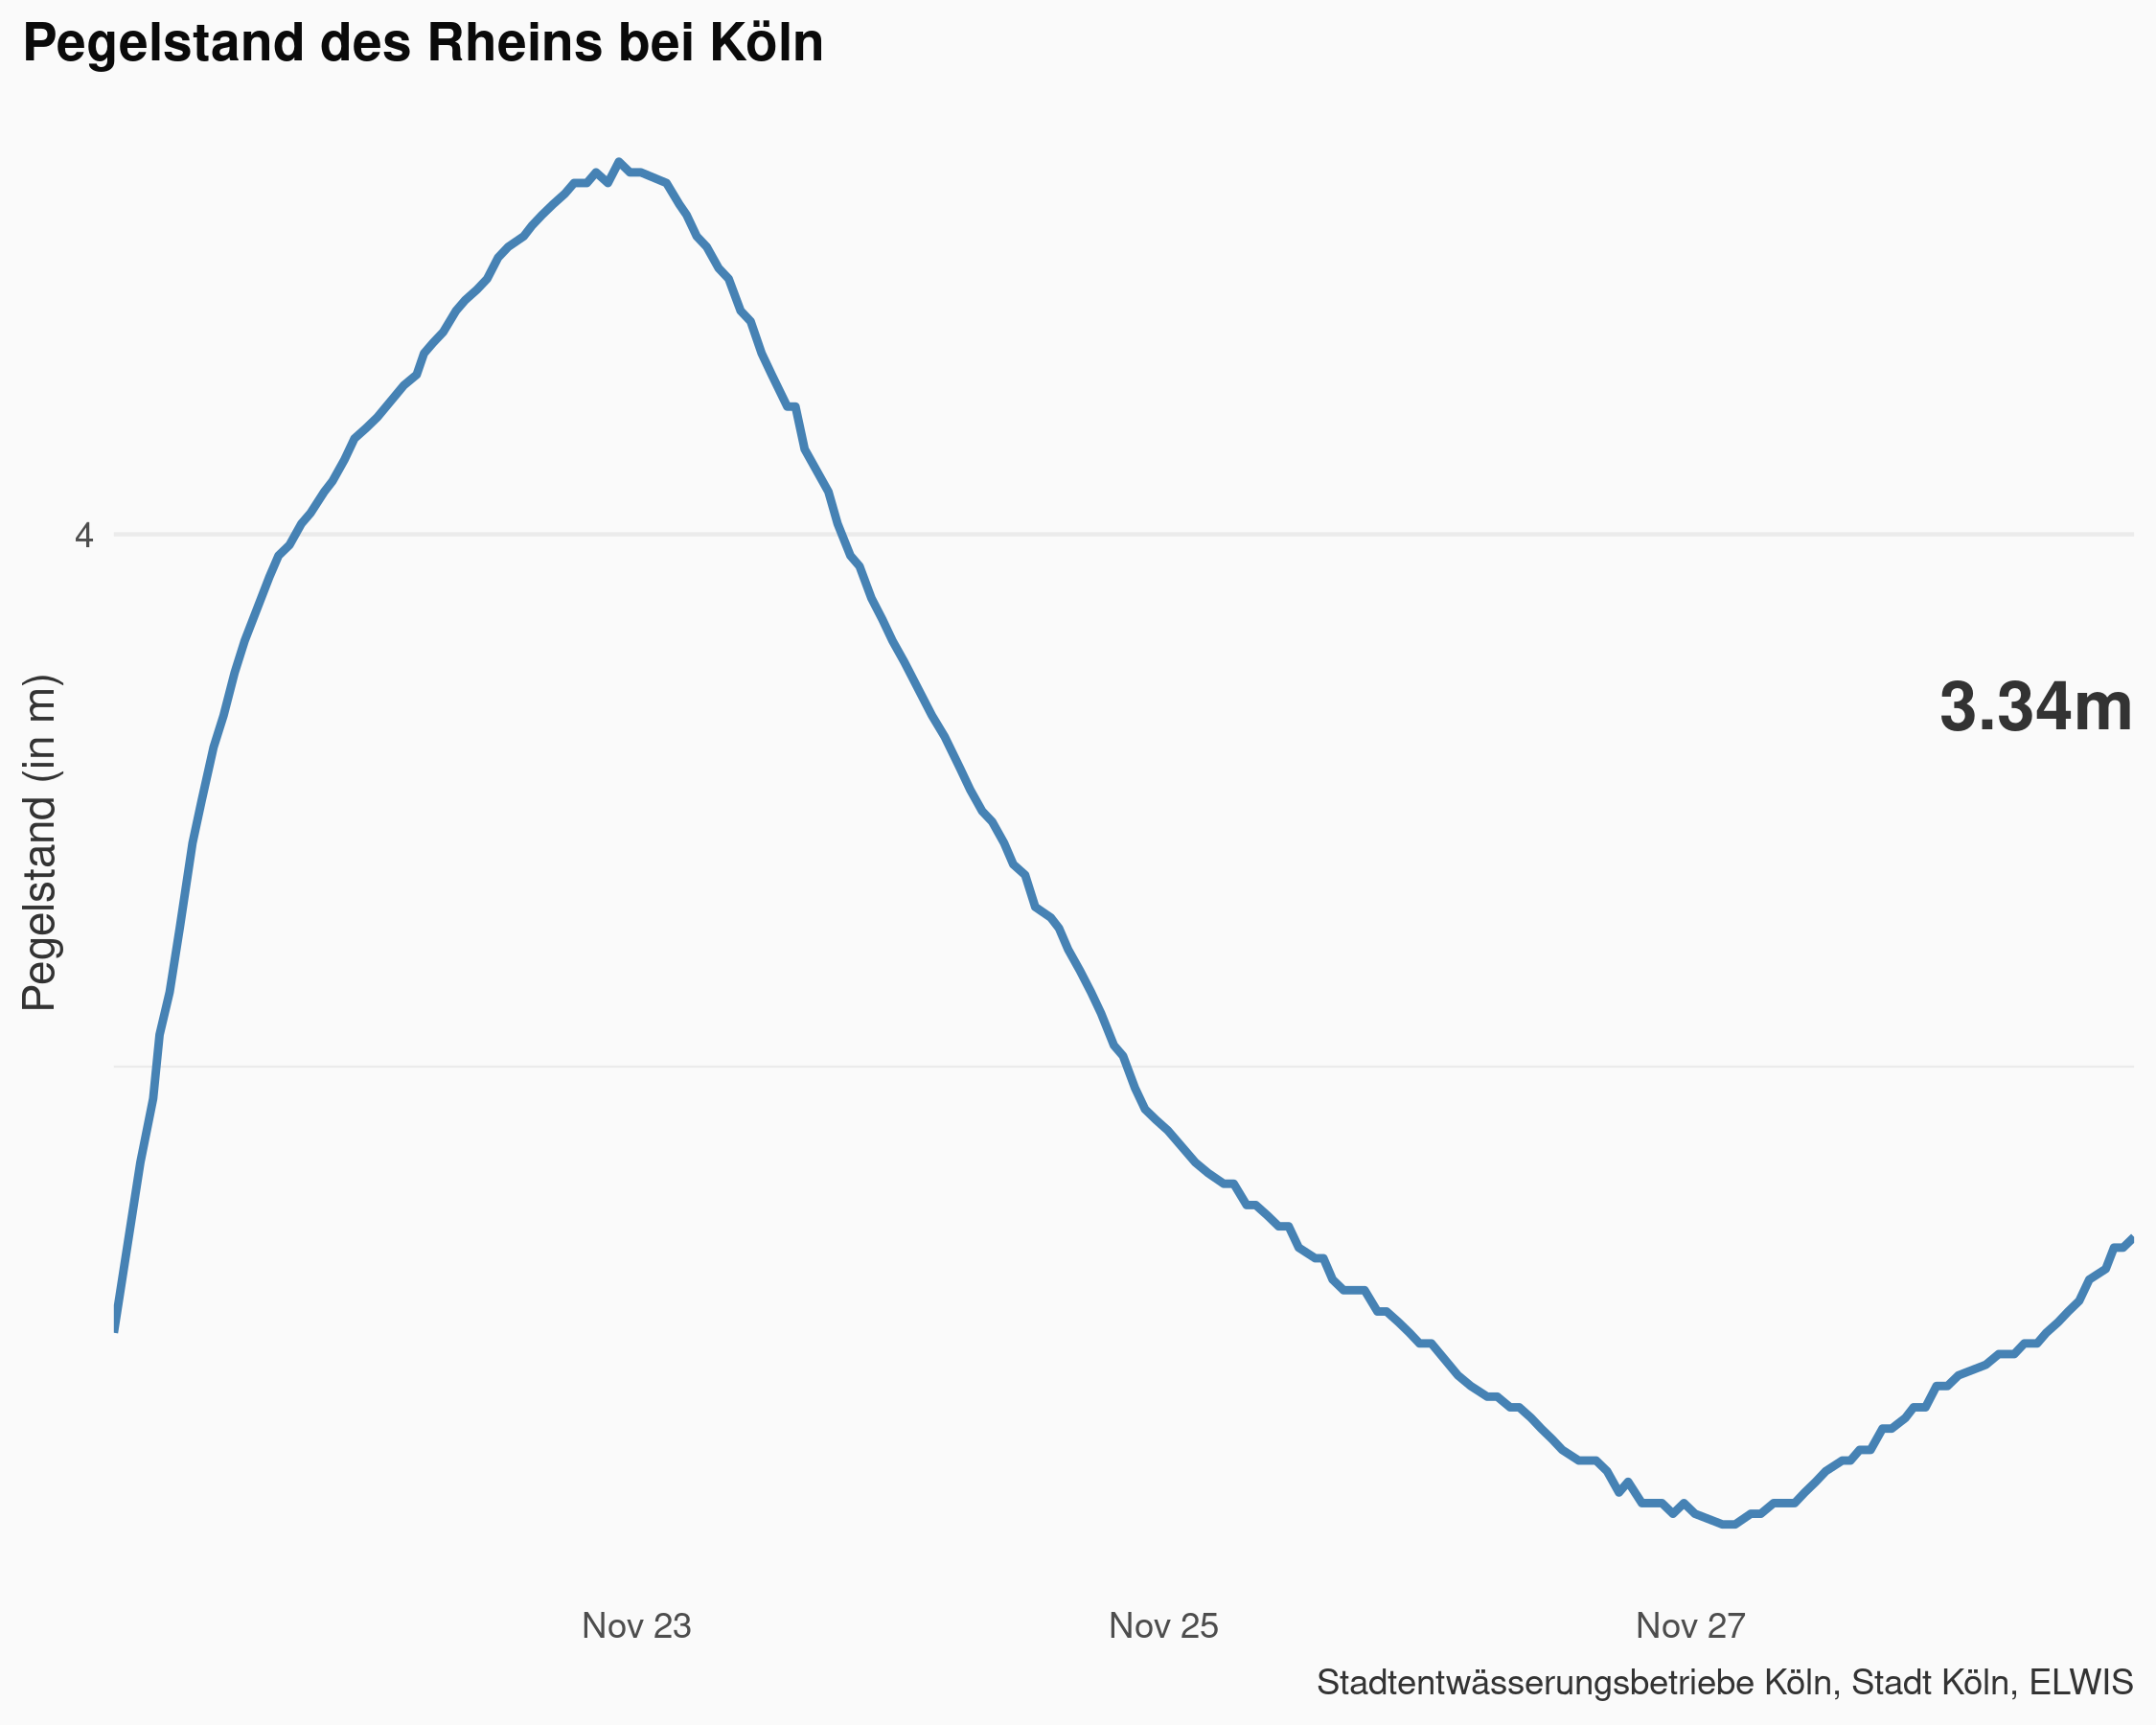 Pegelstand des Rheins bei Köln
4
Pegelstand (in m)
3.34m
Nov 23
Nov 25
Nov 27
Stadtentwässerungsbetriebe Köln, Stadt Köln, ELWIS